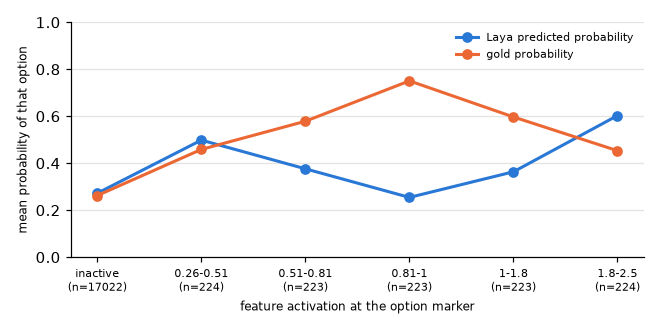 1.0
0.8
0.6
0.4
0.2
0.0
mean probability of that option
Laya predicted probability
gold probability
inactive
(n=17022)
0.26-0.51
(n=224)
0.51-0.81
(n=223)
0.81-1
(n=223)
1-1.8
(n=223)
1.8-2.5
(n=224)
feature activation at the option marker